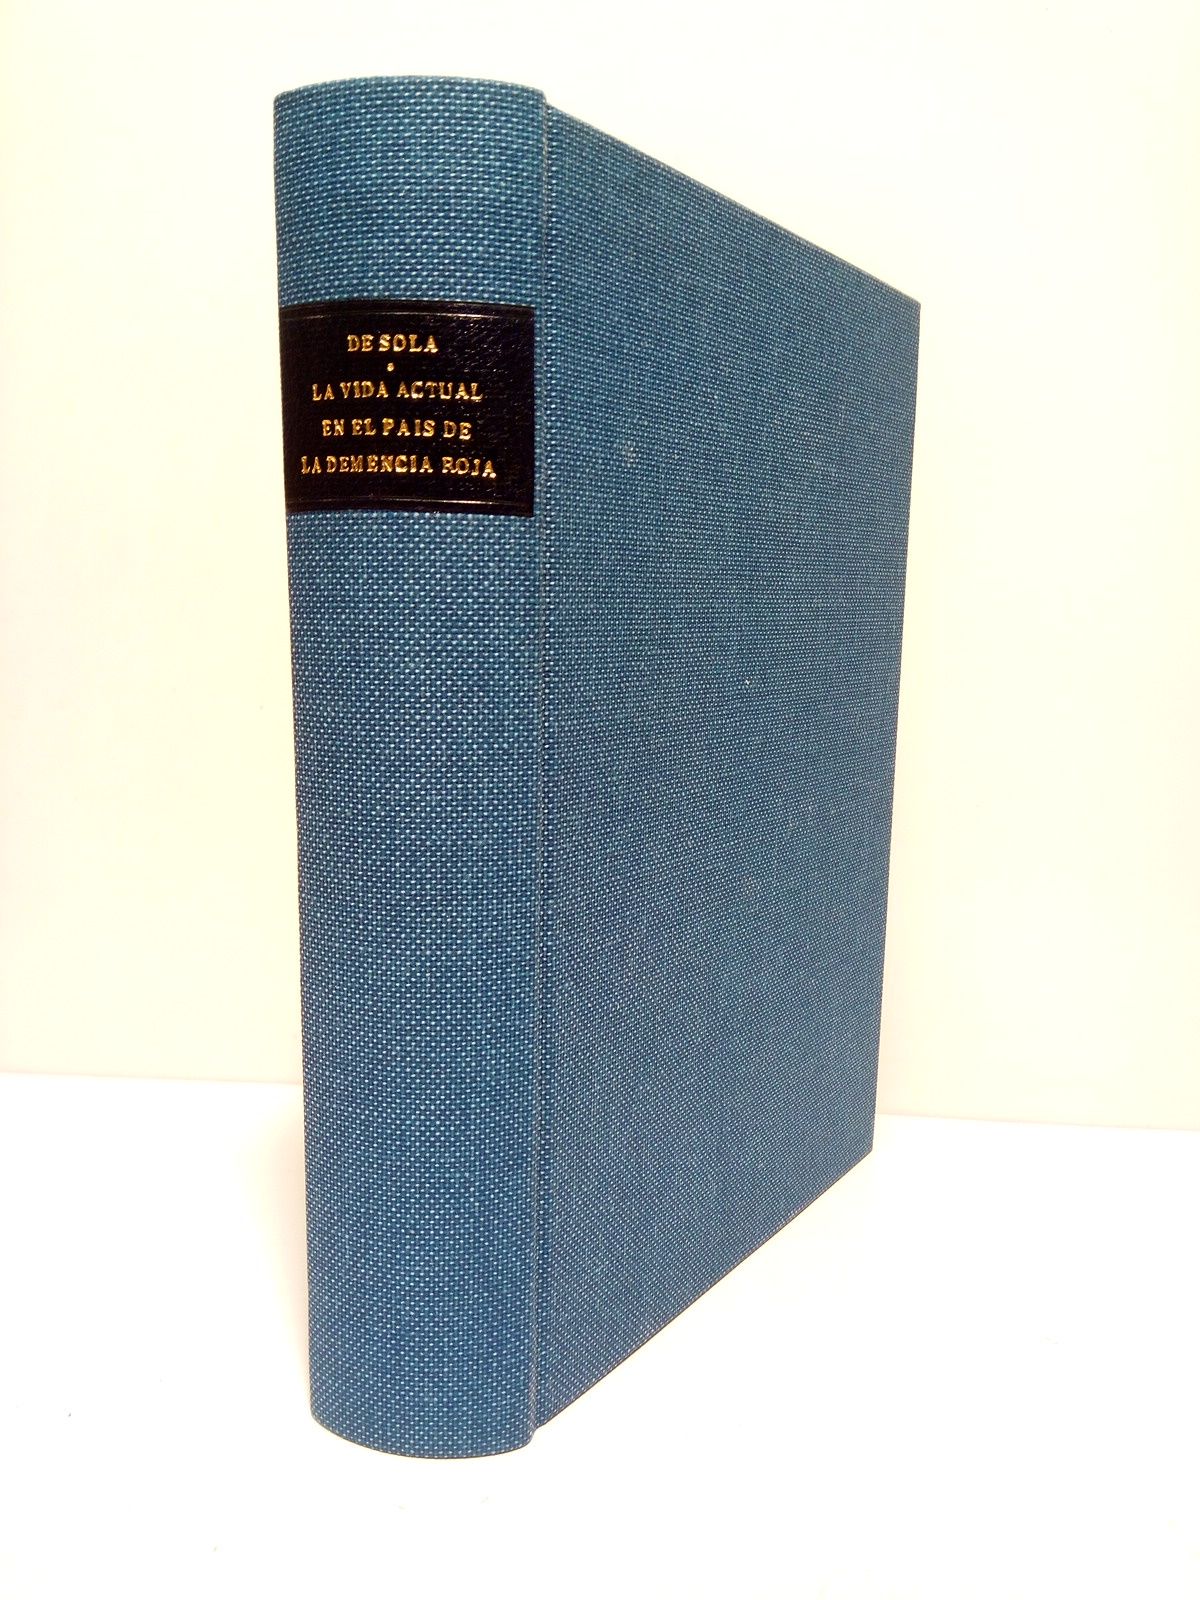 DE SOLA
LA VIDA ACTUAL
EN EL PAIS DE
LA DEMENCIA ROJA